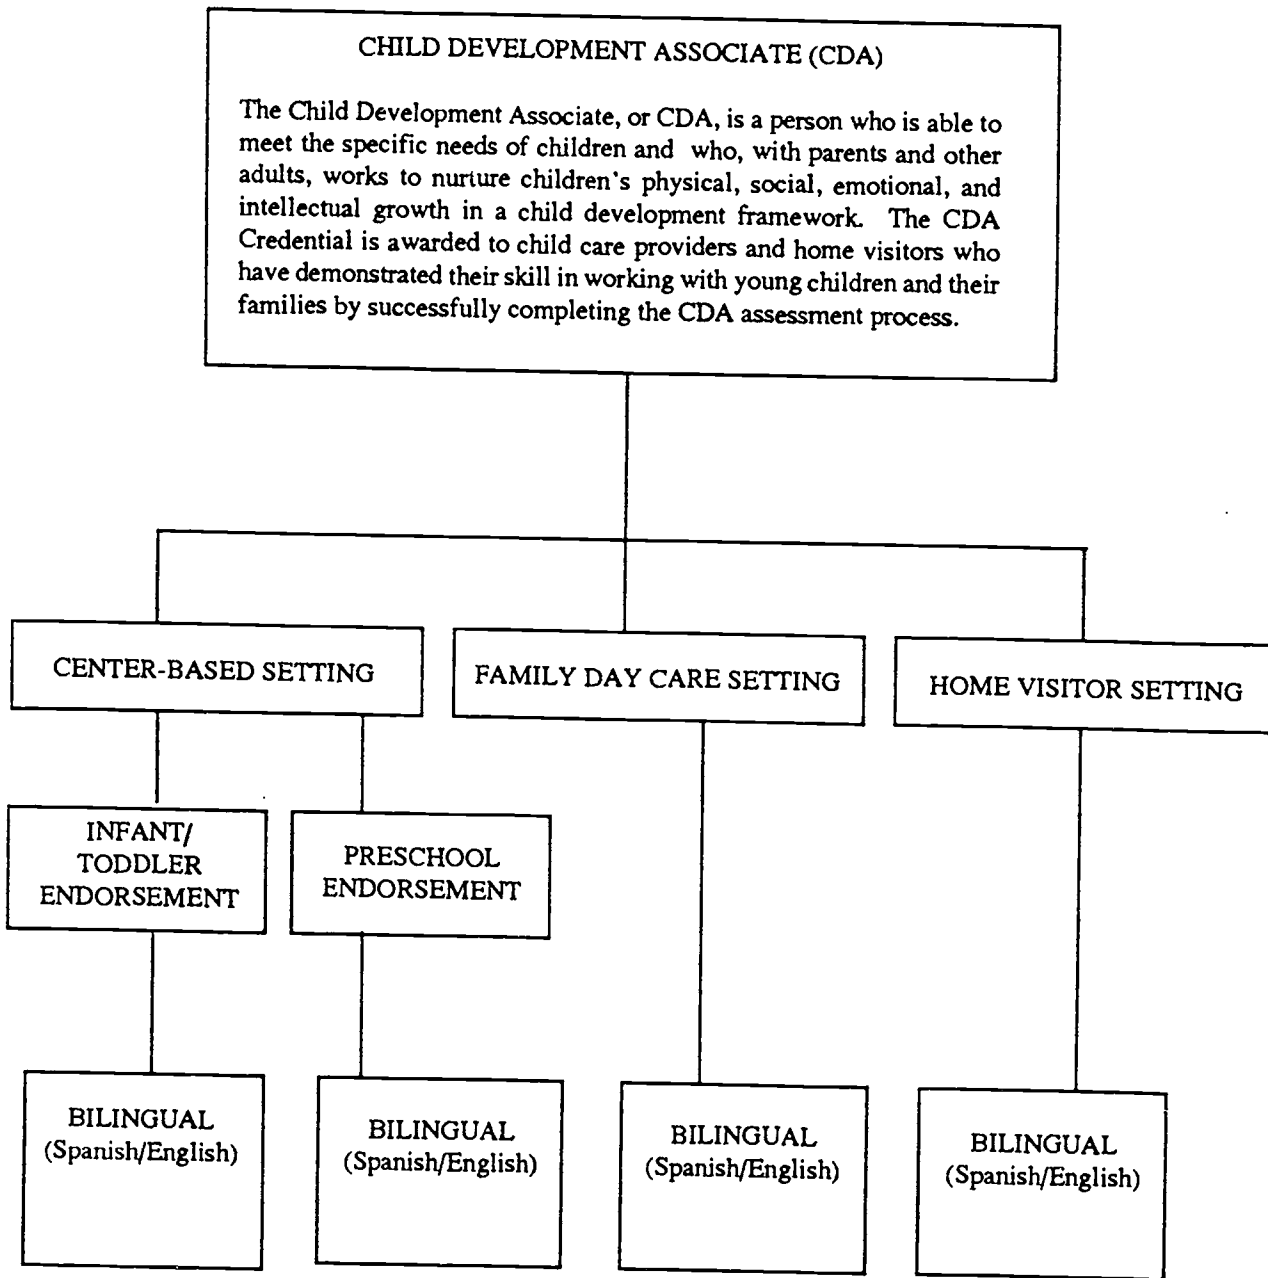 CHILD DEVELOPMENT ASSOCIATE (CDA)
The Child Development Associate, or CDA, is a person who is able to
meet the specific needs of children and who, with parents and other
adults, works to nurture children's physical, social, emotional, and
intellectual growth in a child development framework. The CDA
Credential is awarded to child care providers and home visitors who
have demonstrated their skill in working with young children and their
families by successfully completing the CDA assessment process.
CENTER-BASED SETTING
FAMILY DAY CARE SETTING
HOME VISITOR SETTING
INFANT/
TODDLER
ENDORSEMENT
PRESCHOOL
ENDORSEMENT
BILINGUAL
(Spanish/English)
BILINGUAL
(Spanish/English)
BILINGUAL
(Spanish/English)
BILINGUAL
(Spanish/English)